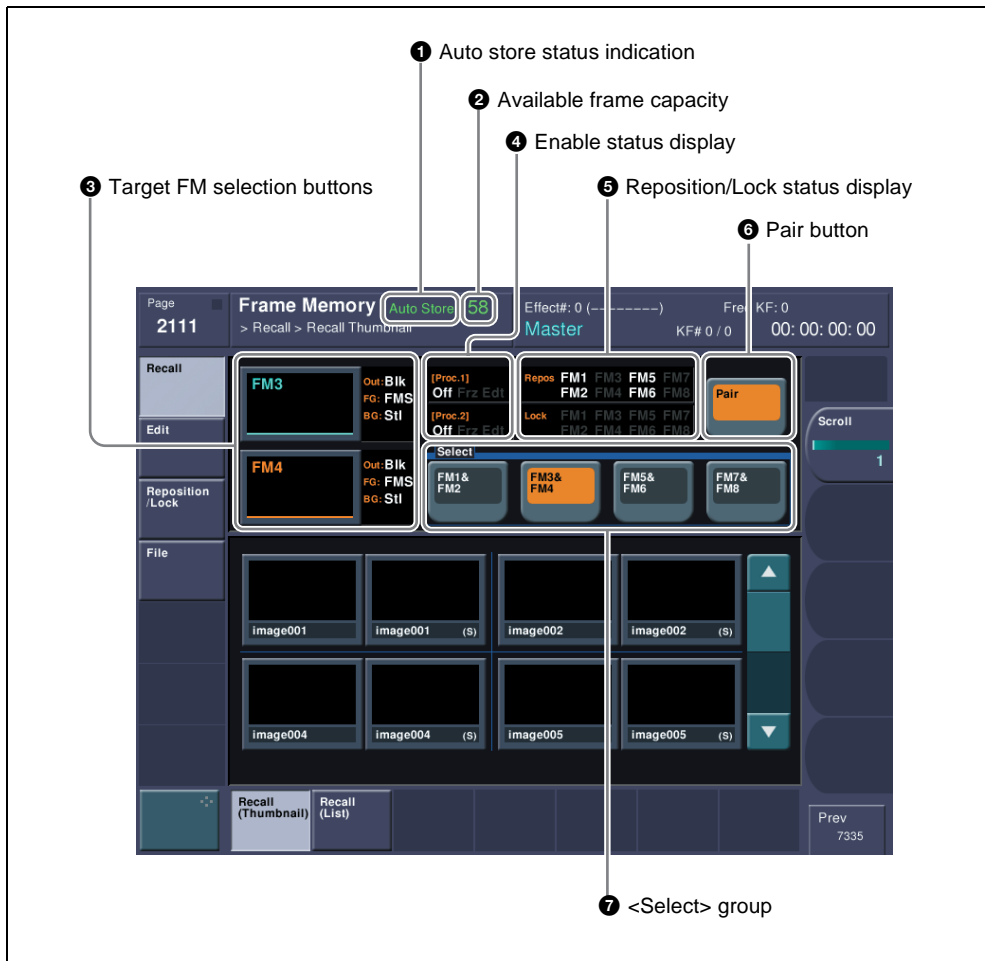 ❶ Auto store status indication
❷ Available frame capacity
❹ Enable status display
❸ Target FM selection buttons
❺ Reposition/Lock status display
❻ Pair button
Page
2111
Frame Memory Auto Store 58
> Recall > Recall Thumbnail
Effect#: 0 (--------)
Master
Free KF: 0
KF# 0 / 0 00: 00: 00: 00
Recall
Edit
Reposition
/Lock
File
FM3
Out: Blk
FG: FMS
BG: Stl
FM4
Out: Blk
FG: FMS
BG: Stl
[Proc.1]
Off Frz Edt
[Proc.2]
Off Frz Edt
Repos FM1 FM3 FM5 FM7
FM2 FM4 FM6 FM8
Lock FM1 FM3 FM5 FM7
FM2 FM4 FM6 FM8
Pair
Select
FM1&
FM2
FM3&
FM4
FM5&
FM6
FM7&
FM8
Scroll
1
image001
image001 (S)
image002
image002 (S)
image004
image004 (S)
image005
image005 (S)
Recall
(Thumbnail)
Recall
(List)
Prev
7335
❼ <Select> group